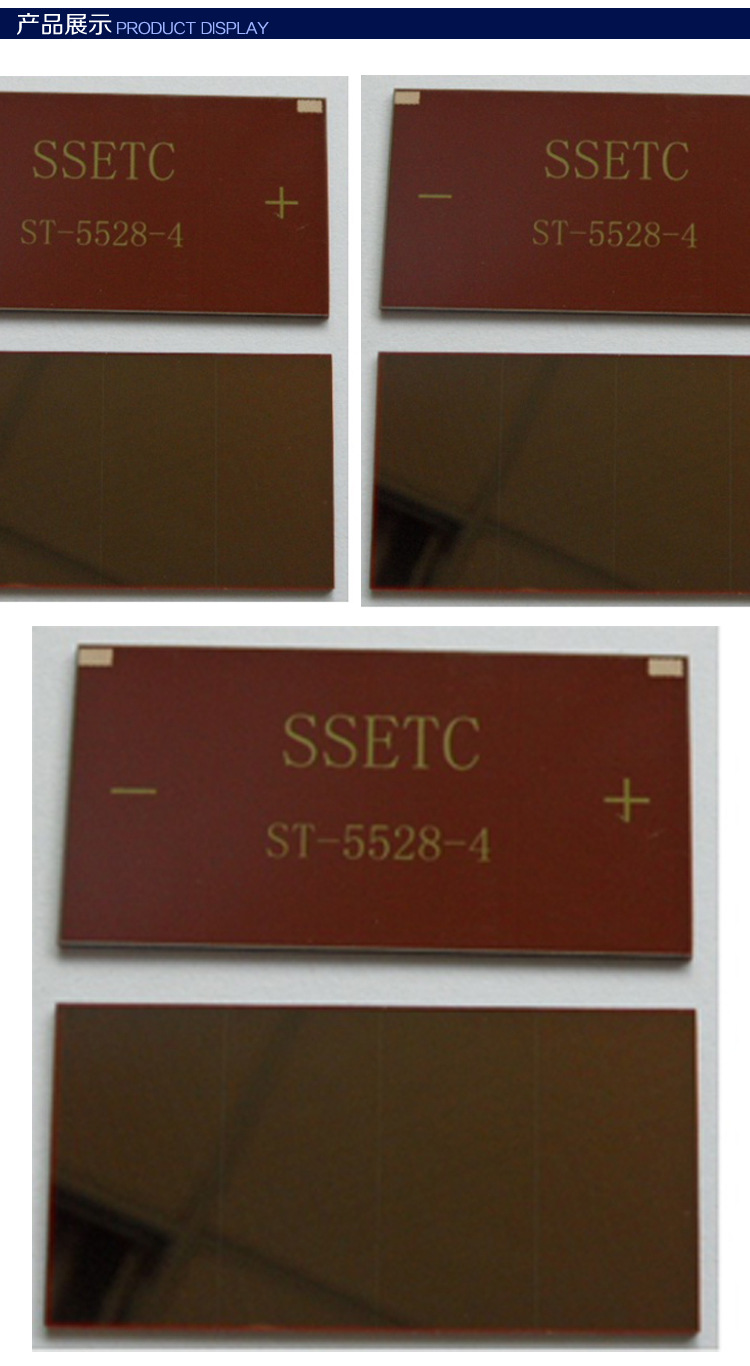 产品展示 PRODUCT DISPLAY
SSETC
+
ST-5528-4
SSETC
−
ST-5528-4
SSETC
− +
ST-5528-4